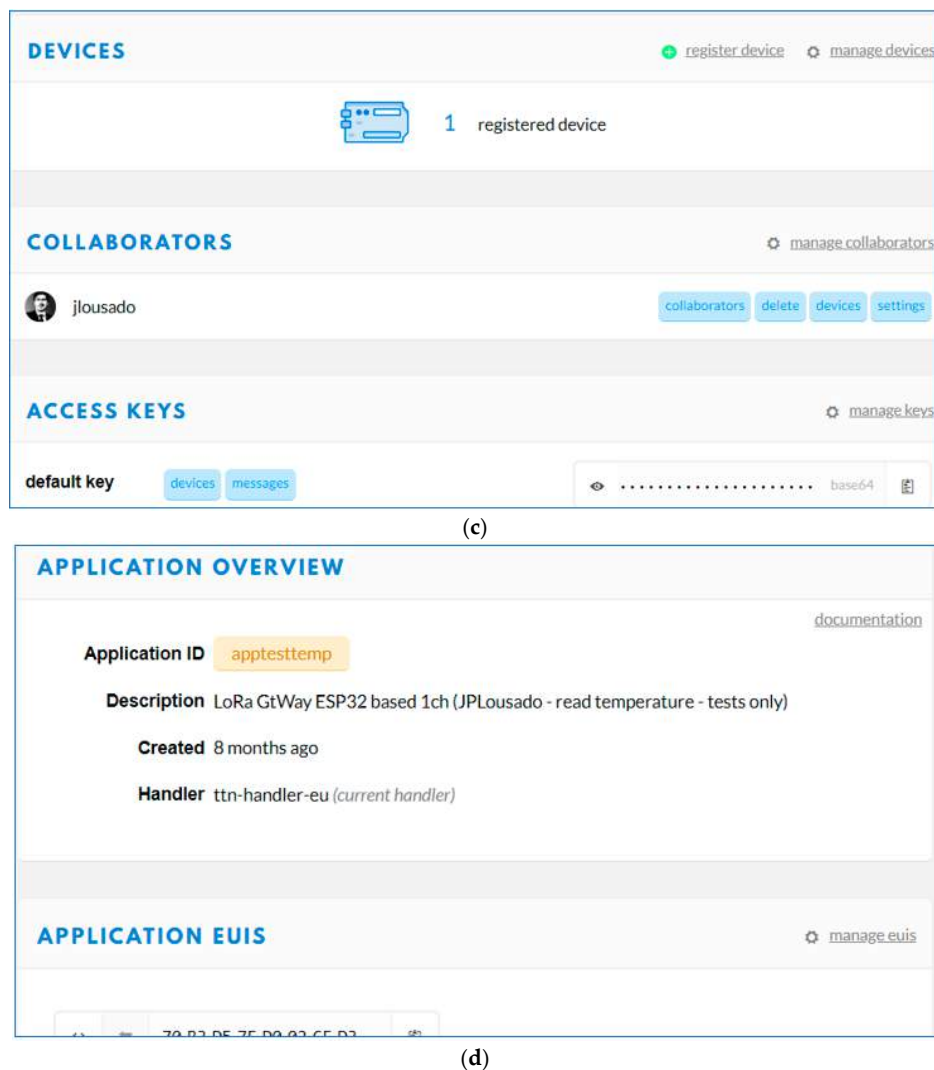 DEVICES
register device manage devices
1 registered device
COLLABORATORS
manage collaborators
jlousado
collaborators delete devices settings
ACCESS KEYS
manage keys
default key devices messages
base64
(c)
APPLICATION OVERVIEW
documentation
Application ID apptesttemp
Description LoRa GtWay ESP32 based 1ch (JPLousado - read temperature - tests only)
Created 8 months ago
Handler ttn-handler-eu (current handler)
APPLICATION EUIS
manage euis
(d)